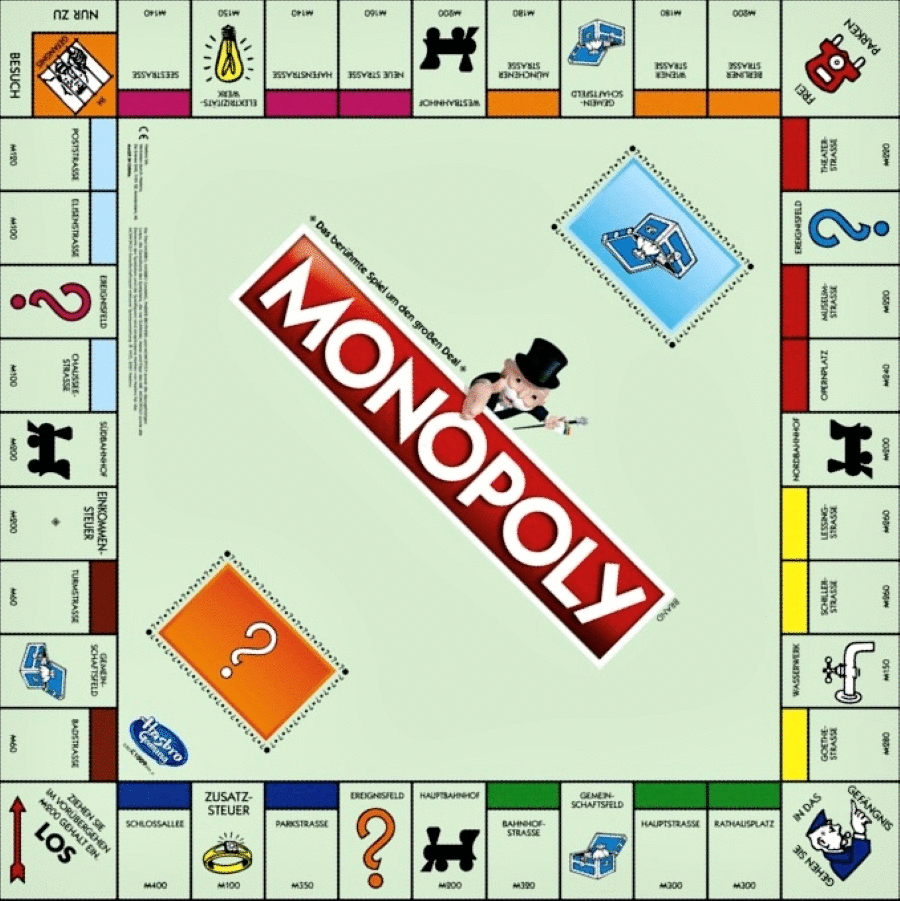 M140
SEESTRASSE
M150
ELEKTRIZITÄTS-
WERK
M140
HAFENSTRASSE
M160
NEUE STRASSE
M200
WESTBAHNHOF
M180
MÜNCHENER
STRASSE
GEMEIN-
SCHAFTSFELD
M180
WIENER
STRASSE
M200
BERLINER
STRASSE
FREI
PARKEN
NUR ZU
BESUCH
IM
GEFÄNGNIS
M120
POSTSTRASSE
M100
ELISENSTRASSE
EREIGNISFELD
M100
CHAUSSEE-
STRASSE
M200
SÜDBAHNHOF
M200
EINKOMMEN-
STEUER
M60
TURMSTRASSE
GEMEIN-
SCHAFTSFELD
M60
BADSTRASSE
THEATER-
STRASSE
M220
EREIGNISFELD
MUSEUM-
STRASSE
M220
OPERNPLATZ
M240
NORDBAHNHOF
M200
LESSING-
STRASSE
M260
SCHILLER-
STRASSE
M260
WASSERWERK
M150
GOETHE-
STRASSE
M280
CE
* Das berühmte Spiel um den großen Deal *
MONOPOLY
BRAND
?
Hasbro
Gaming
ZIEHEN SIE
IM VORÜBERGEHEN
M200 GEHALT EIN.
LOS
SCHLOSSALLEE
M400
ZUSATZ-
STEUER
M100
PARKSTRASSE
M350
EREIGNISFELD
HAUPTBAHNHOF
M200
BAHNHOF-
STRASSE
M320
GEMEIN-
SCHAFTSFELD
HAUPTSTRASSE
M300
RATHAUSPLATZ
M300
GEHEN SIE
IN DAS
GEFÄNGNIS